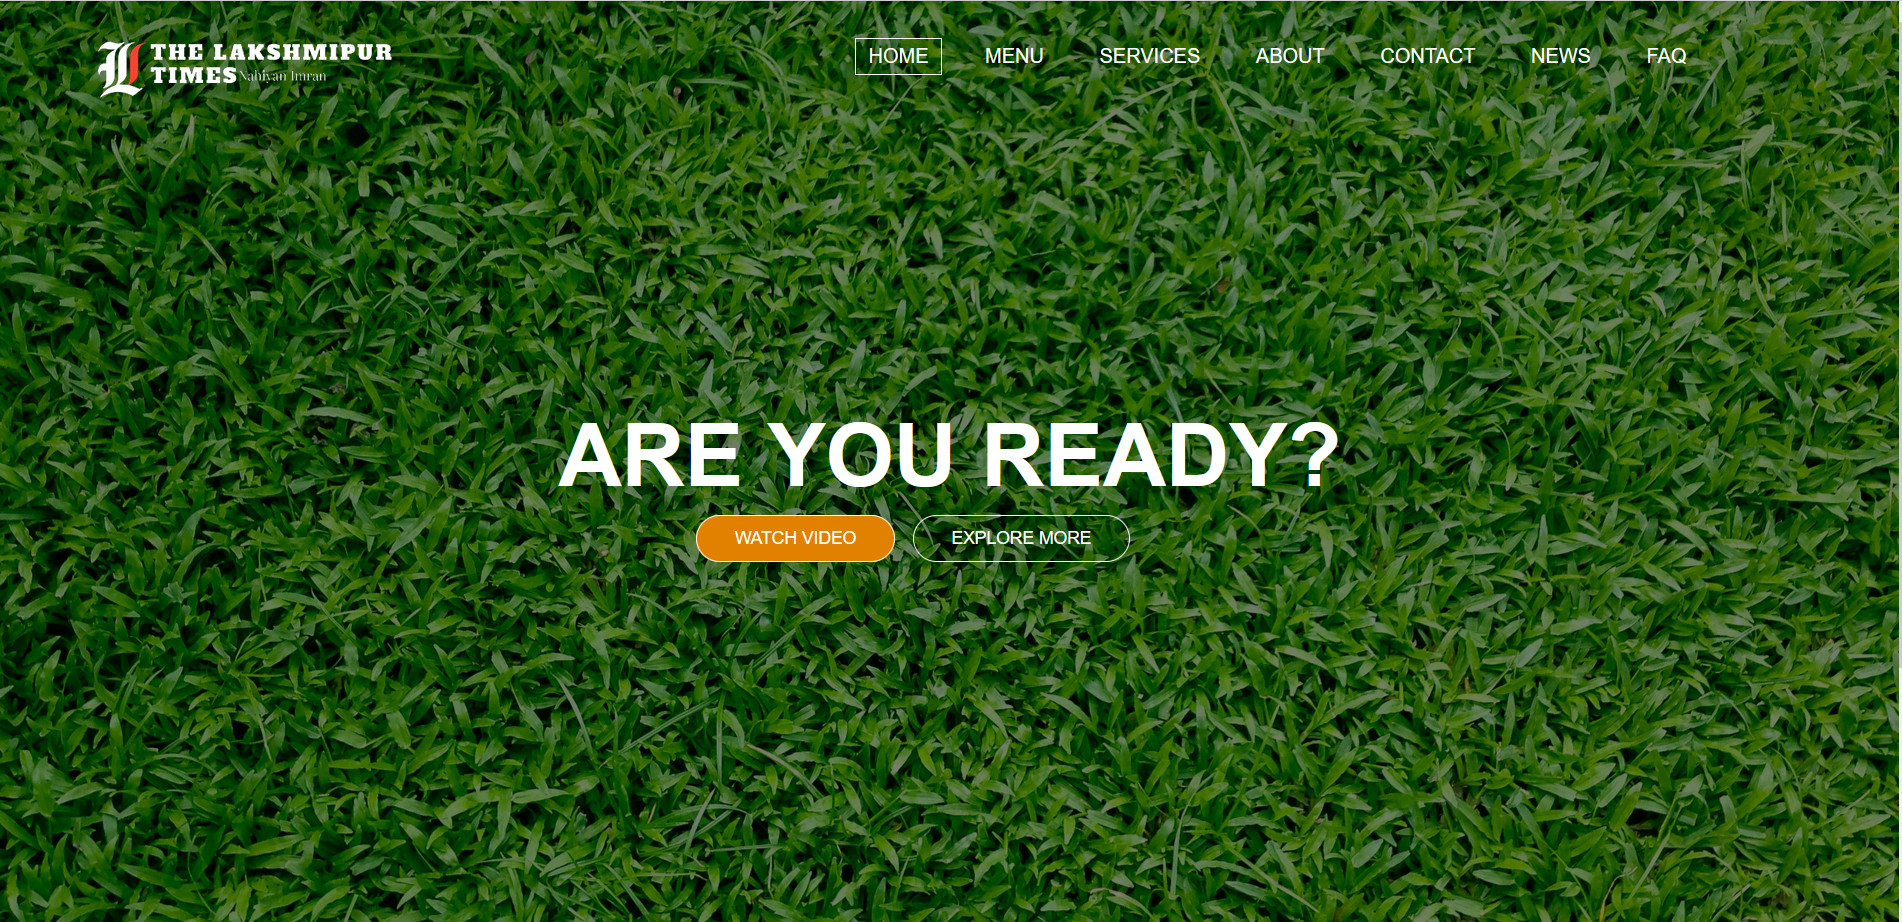 THE LAKSHMIPUR
TIMES Nahiyan Imran
HOME MENU SERVICES ABOUT CONTACT NEWS FAQ
ARE YOU READY?
WATCH VIDEO EXPLORE MORE